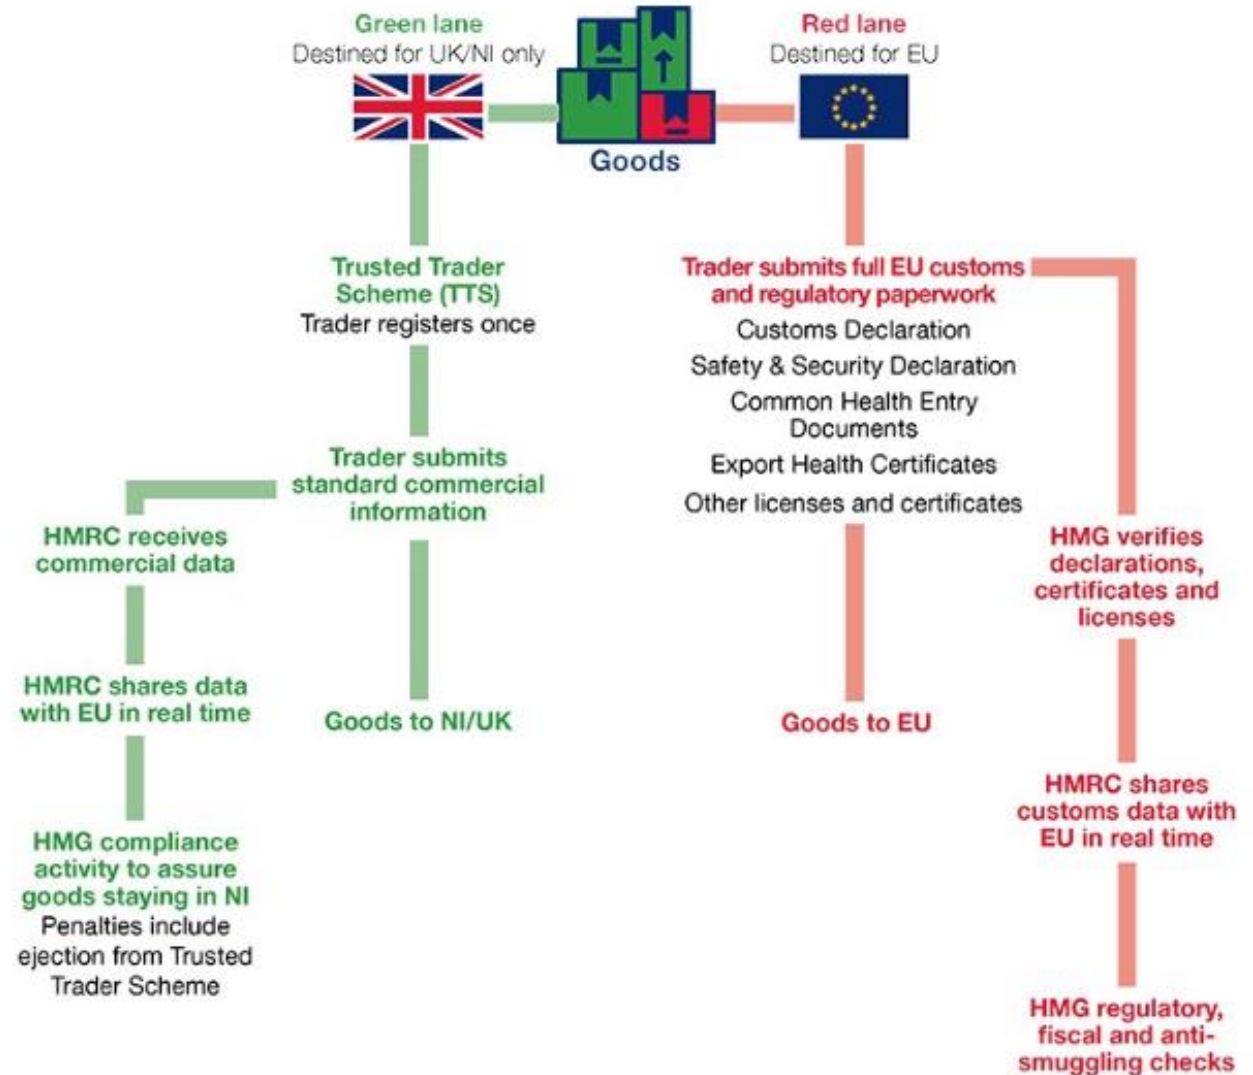 Green lane
Destined for UK/NI only
Goods
Red lane
Destined for EU
Trusted Trader
Scheme (TTS)
Trader registers once
Trader submits
standard commercial
information
HMRC receives
commercial data
HMRC shares data
with EU in real time
HMG compliance
activity to assure
goods staying in NI
Penalties include
ejection from Trusted
Trader Scheme
Goods to NI/UK
Trader submits full EU customs
and regulatory paperwork
Customs Declaration
Safety & Security Declaration
Common Health Entry
Documents
Export Health Certificates
Other licenses and certificates
Goods to EU
HMG verifies
declarations,
certificates and
licenses
HMRC shares
customs data with
EU in real time
HMG regulatory,
fiscal and anti-
smuggling checks